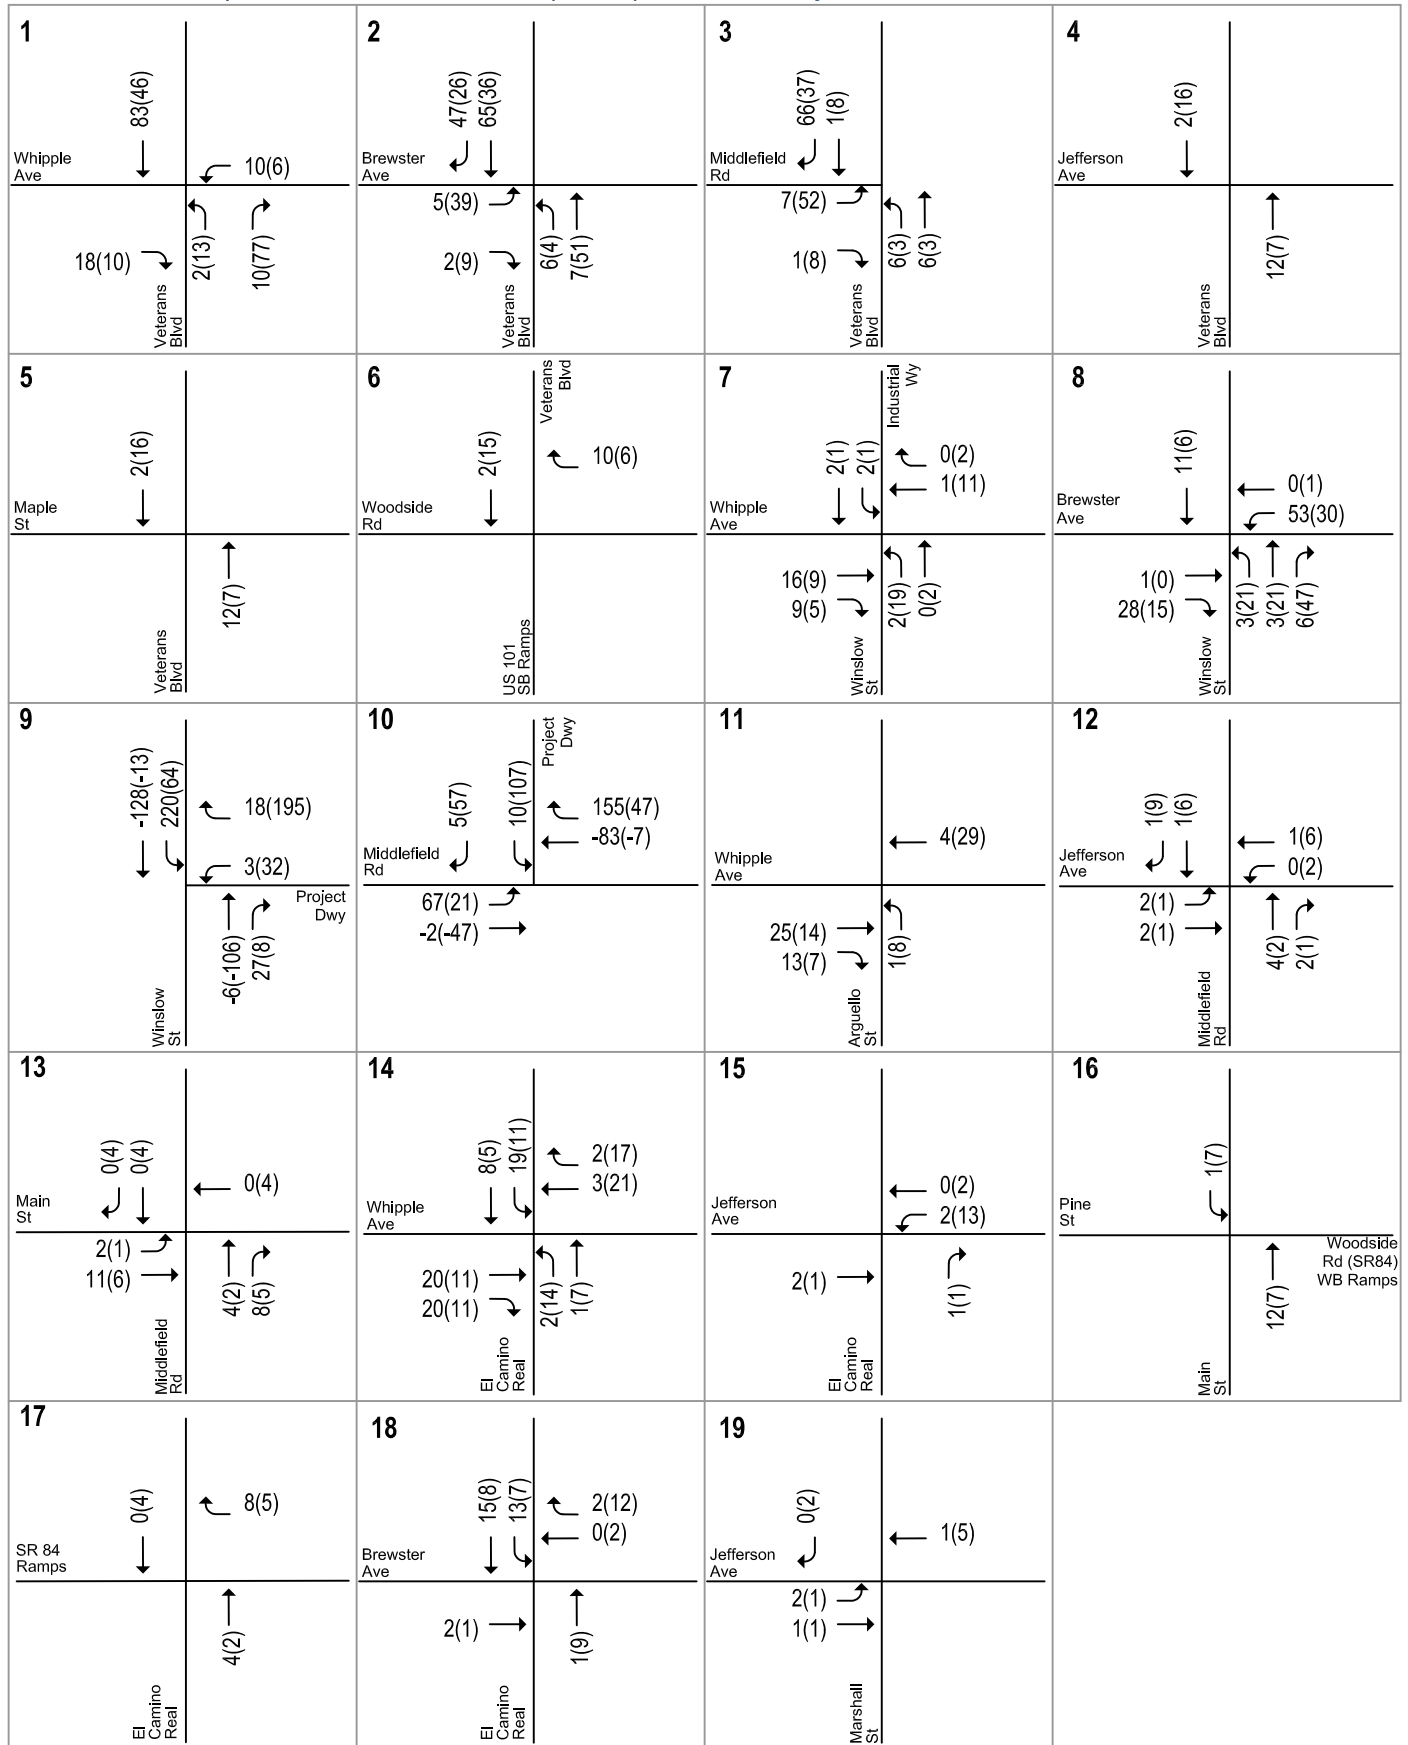 1
83(46)
Whipple
Ave
10(6)
18(10)
2(13)
10(77)
Veterans
Blvd
2
47(26)
65(36)
Brewster
Ave
5(39)
2(9)
6(4)
7(51)
Veterans
Blvd
3
66(37)
1(8)
Middlefield
Rd
7(52)
1(8)
6(3)
6(3)
Veterans
Blvd
4
2(16)
Jefferson
Ave
12(7)
Veterans
Blvd
5
2(16)
Maple
St
12(7)
Veterans
Blvd
6
Veterans
Blvd
2(15)
10(6)
Woodside
Rd
US 101
SB Ramps
7
Industrial
Wy
2(1)
2(1)
0(2)
1(11)
Whipple
Ave
16(9)
9(5)
2(19)
0(2)
Winslow
St
8
11(6)
0(1)
53(30)
Brewster
Ave
1(0)
28(15)
3(21)
3(21)
6(47)
Winslow
St
9
-128(-13)
220(64)
18(195)
3(32)
Project
Dwy
-6(-106)
27(8)
Winslow
St
10
Project
Dwy
5(57)
10(107)
155(47)
-83(-7)
Middlefield
Rd
67(21)
-2(-47)
11
4(29)
Whipple
Ave
25(14)
13(7)
1(8)
Arguello
St
12
1(9)
1(6)
1(6)
0(2)
Jefferson
Ave
2(1)
2(1)
4(2)
2(1)
Middlefield
Rd
13
0(4)
0(4)
0(4)
Main
St
2(1)
11(6)
4(2)
8(5)
Middlefield
Rd
14
8(5)
19(11)
2(17)
3(21)
Whipple
Ave
20(11)
20(11)
2(14)
1(7)
El
Camino
Real
15
0(2)
2(13)
Jefferson
Ave
2(1)
1(1)
El
Camino
Real
16
1(7)
Pine
St
Woodside
Rd (SR84)
WB Ramps
12(7)
Main
St
17
0(4)
8(5)
SR 84
Ramps
4(2)
El
Camino
Real
18
15(8)
13(7)
2(12)
0(2)
Brewster
Ave
2(1)
1(9)
El
Camino
Real
19
0(2)
1(5)
Jefferson
Ave
2(1)
1(1)
Marshall
St